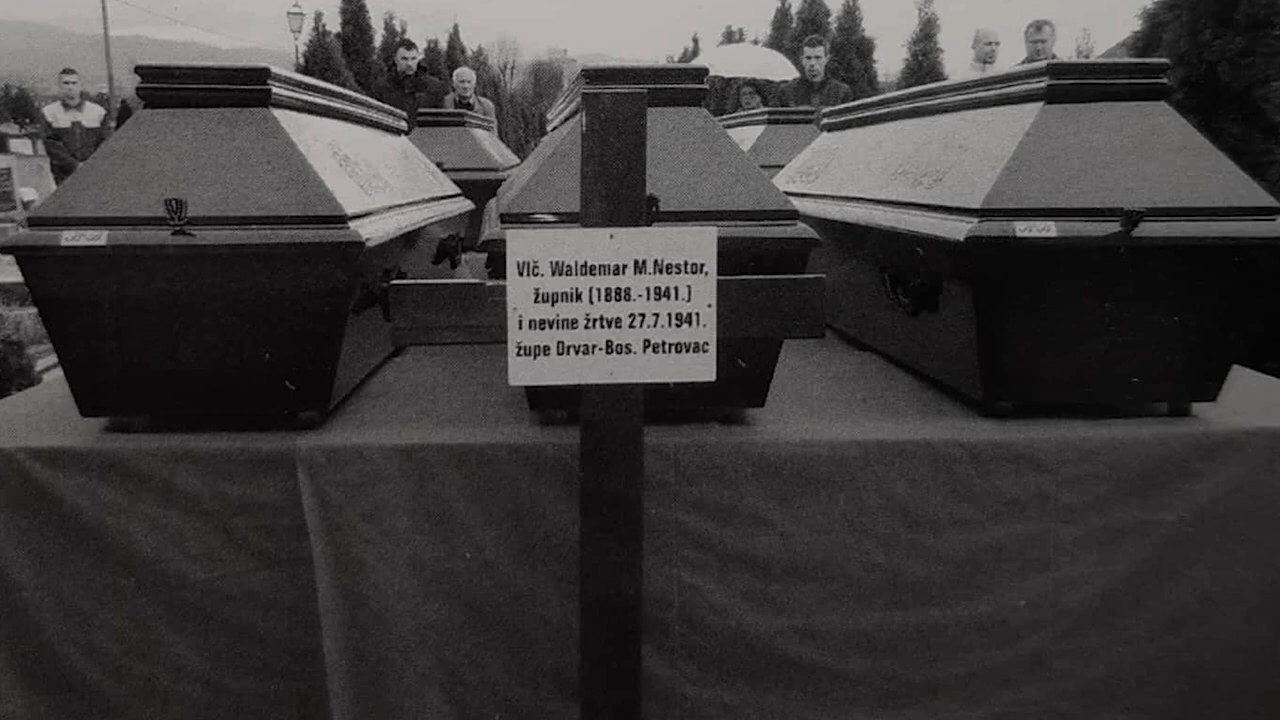 Vlč. Waldemar M.Nestor,
župnik (1888.-1941.)
i nevine žrtve 27.7.1941.
župe Drvar-Bos. Petrovac